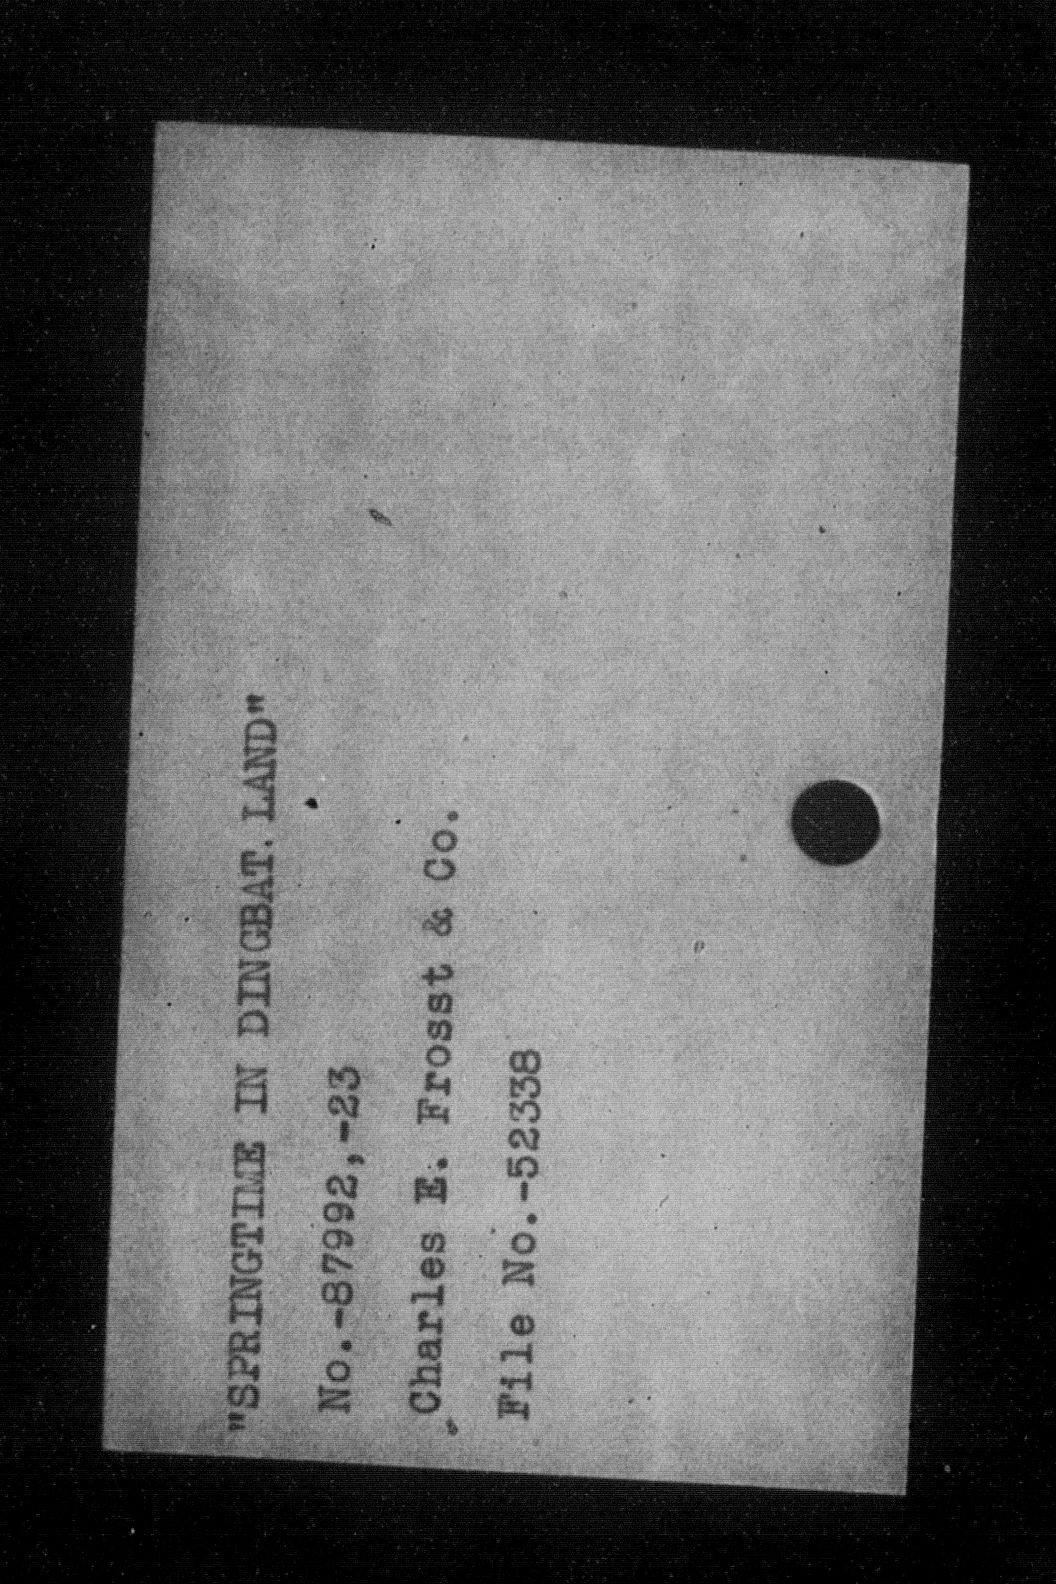 "SPRINGTIME IN DINGBAT. LAND"
No.-87992,-23
Charles E. Frosst & Co.
File No.-52338